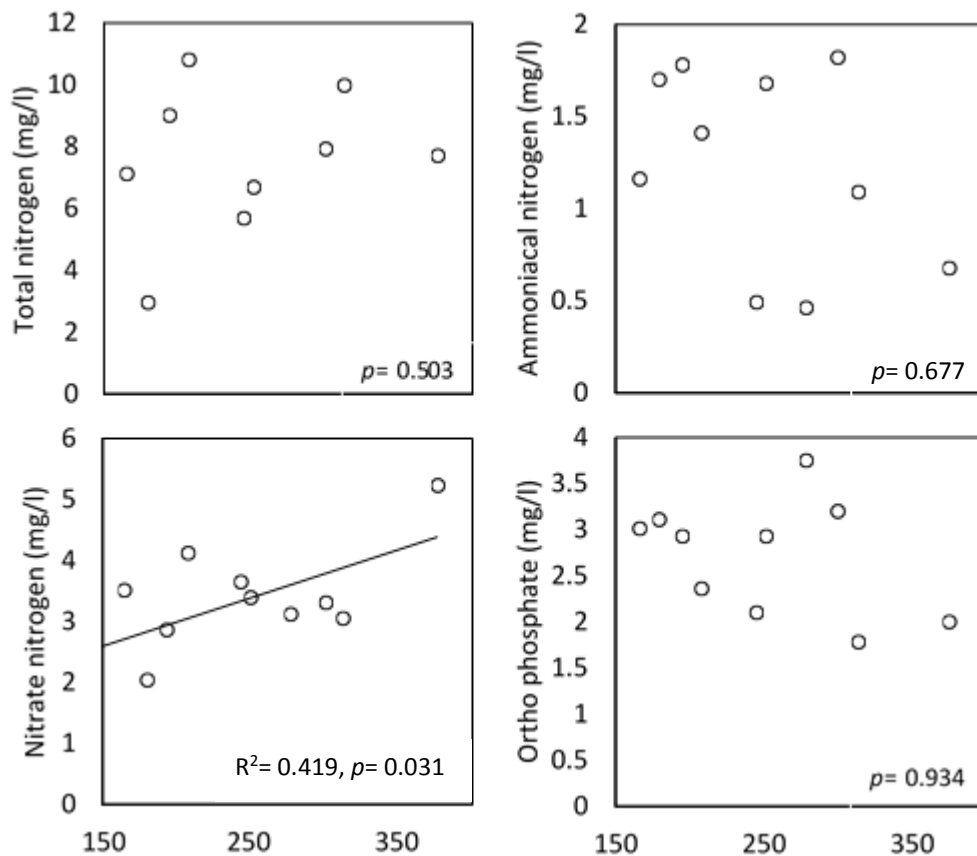 Total nitrogen (mg/l)
12
10
8
6
4
2
0
p= 0.503
Ammoniacal nitrogen (mg/l)
2
1.5
1
0.5
0
p= 0.677
Nitrate nitrogen (mg/l)
6
5
4
3
2
1
0
R²= 0.419, p= 0.031
150 250 350
Ortho phosphate (mg/l)
4
3.5
3
2.5
2
1.5
1
0.5
0
p= 0.934
150 250 350